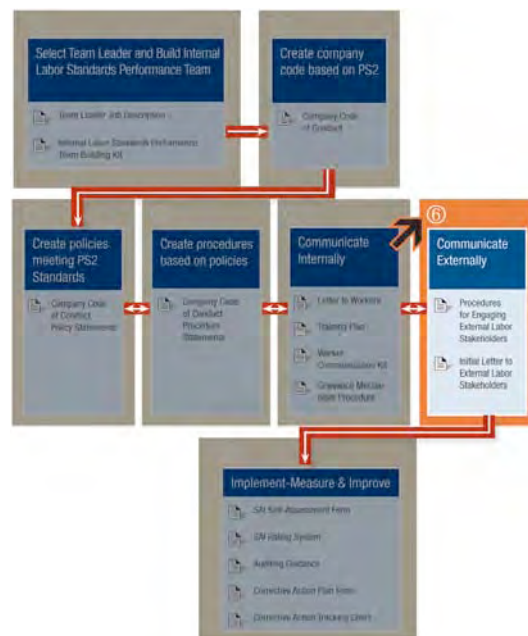 Select Team Leader and Build Internal
Labor Standards Performance Team
Team Leader Job Description
Internal Labor Standards Performance
Team Building Kit
Create company
code based on PS2
Company Code
of Conduct
Create policies
meeting PS2
Standards
Company Code
of Conduct
Policy Statements
Create procedures
based on policies
Company Code
of Conduct
Procedure
Statements
Communicate
Internally
Letter to Workers
Training Plan
Worker
Communication Kit
Grievance Mechan-
isms Procedure
⑥
Communicate
Externally
Procedures
for Engaging
External Labor
Stakeholders
Initial Letter to
External Labor
Stakeholders
Implement-Measure & Improve
SAI Self-Assessment Form
SAI Rating System
Auditing Guidance
Corrective Action Plan Form
Corrective Action Tracking Chart